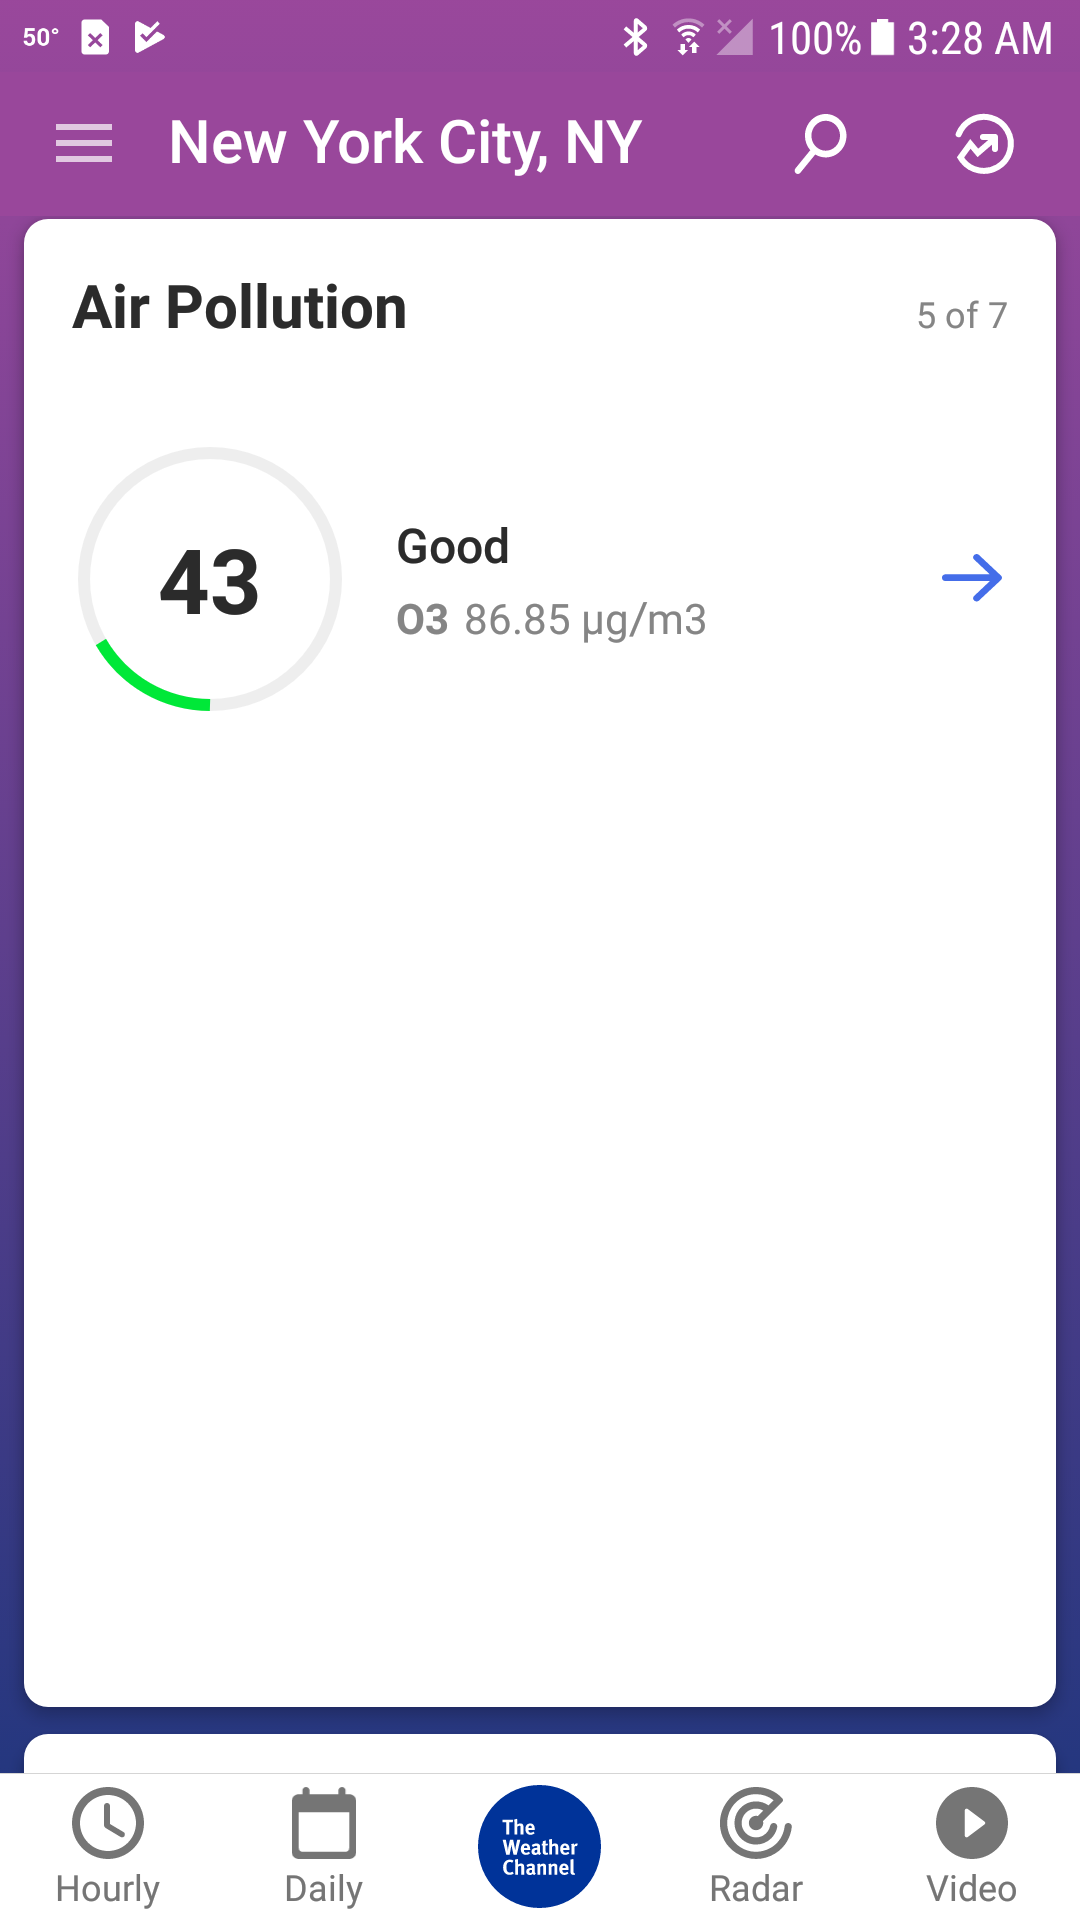 50° 100% 3:28 AM
New York City, NY
Air Pollution 5 of 7
43
Good
O3 86.85 µg/m3
The
Weather
Channel
Hourly Daily Radar Video